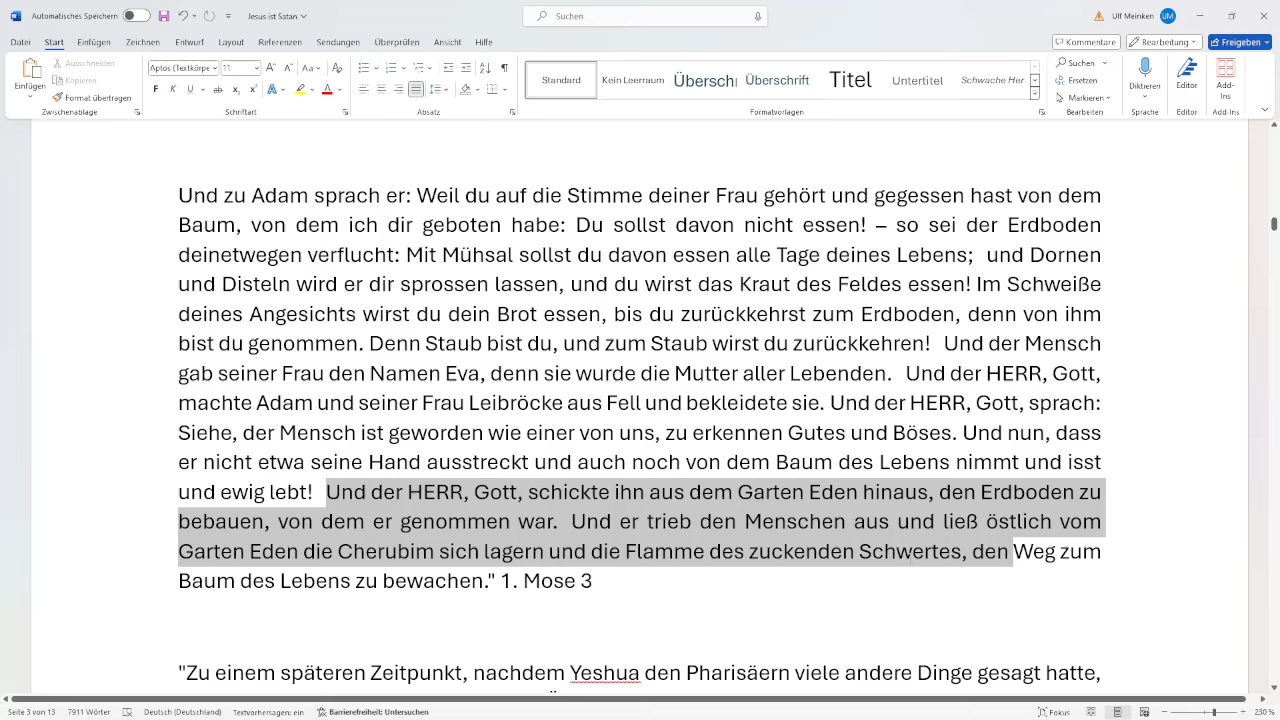 Automatisches Speichern
Jesus ist Satan
Suchen
Ulf Meinken
UM
Datei Start Einfügen Zeichnen Entwurf Layout Referenzen Sendungen Überprüfen Ansicht Hilfe
Kommentare Bearbeitung Freigeben
Einfügen
Ausschneiden
Kopieren
Format übertragen
Zwischenablage
Aptos (Textkörper 11
Schriftart
Absatz
Standard Kein Leerraum Überschr Überschrift Titel Untertitel Schwache Her
Formatvorlagen
Suchen
Ersetzen
Markieren
Bearbeiten
Diktieren
Sprache
Editor
Editor
Add-Ins
Add-Ins
Und zu Adam sprach er: Weil du auf die Stimme deiner Frau gehört und gegessen hast von dem
Baum, von dem ich dir geboten habe: Du sollst davon nicht essen! – so sei der Erdboden
deinetwegen verflucht: Mit Mühsal sollst du davon essen alle Tage deines Lebens; und Dornen
und Disteln wird er dir sprossen lassen, und du wirst das Kraut des Feldes essen! Im Schweiße
deines Angesichts wirst du dein Brot essen, bis du zurückkehrst zum Erdboden, denn von ihm
bist du genommen. Denn Staub bist du, und zum Staub wirst du zurückkehren! Und der Mensch
gab seiner Frau den Namen Eva, denn sie wurde die Mutter aller Lebenden. Und der HERR, Gott,
machte Adam und seiner Frau Leibröcke aus Fell und bekleidete sie. Und der HERR, Gott, sprach:
Siehe, der Mensch ist geworden wie einer von uns, zu erkennen Gutes und Böses. Und nun, dass
er nicht etwa seine Hand ausstreckt und auch noch von dem Baum des Lebens nimmt und isst
und ewig lebt! Und der HERR, Gott, schickte ihn aus dem Garten Eden hinaus, den Erdboden zu
bebauen, von dem er genommen war. Und er trieb den Menschen aus und ließ östlich vom
Garten Eden die Cherubim sich lagern und die Flamme des zuckenden Schwertes, den Weg zum
Baum des Lebens zu bewachen." 1. Mose 3
"Zu einem späteren Zeitpunkt, nachdem Yeshua den Pharisäern viele andere Dinge gesagt hatte,
Seite 3 von 13 7911 Wörter Deutsch (Deutschland) Textvorhersagen: ein Barrierefreiheit: Untersuchen Fokus 230 %